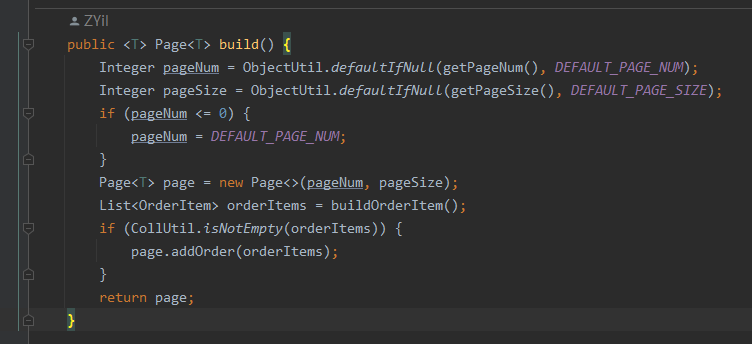 ZYil
public <T> Page<T> build() {
Integer pageNum = ObjectUtil.defaultIfNull(getPageNum(), DEFAULT_PAGE_NUM);
Integer pageSize = ObjectUtil.defaultIfNull(getPageSize(), DEFAULT_PAGE_SIZE);
if (pageNum <= 0) {
pageNum = DEFAULT_PAGE_NUM;
}
Page<T> page = new Page<>(pageNum, pageSize);
List<OrderItem> orderItems = buildOrderItem();
if (CollUtil.isNotEmpty(orderItems)) {
page.addOrder(orderItems);
}
return page;
}